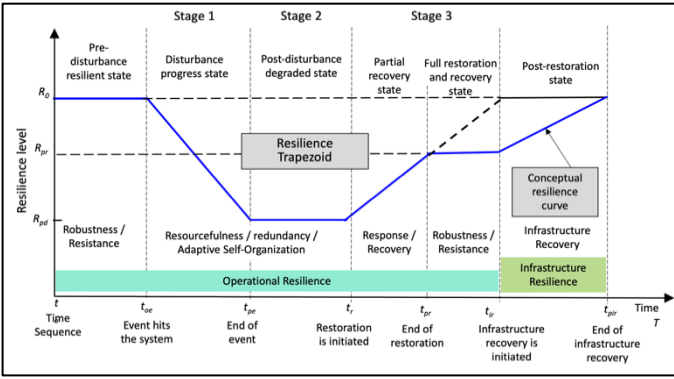 Stage 1
Stage 2
Stage 3
Pre-
disturbance
resilient state
Disturbance
progress state
Post-disturbance
degraded state
Partial
recovery
state
Full restoration
and recovery
state
Post-restoration
state
Resilience level
R0
Rpr
Rpd
Resilience
Trapezoid
Conceptual
resilience
curve
Robustness /
Resistance
Resourcefulness / redundancy /
Adaptive Self-Organization
Response /
Recovery
Robustness /
Resistance
Infrastructure
Recovery
Operational Resilience
Infrastructure
Resilience
t
toe
tpe
tr
tpr
tir
tpir
Time
T
Sequence
Event hits
the system
End of
event
Restoration
is initiated
End of
restoration
Infrastructure
recovery is
initiated
End of
infrastructure
recovery